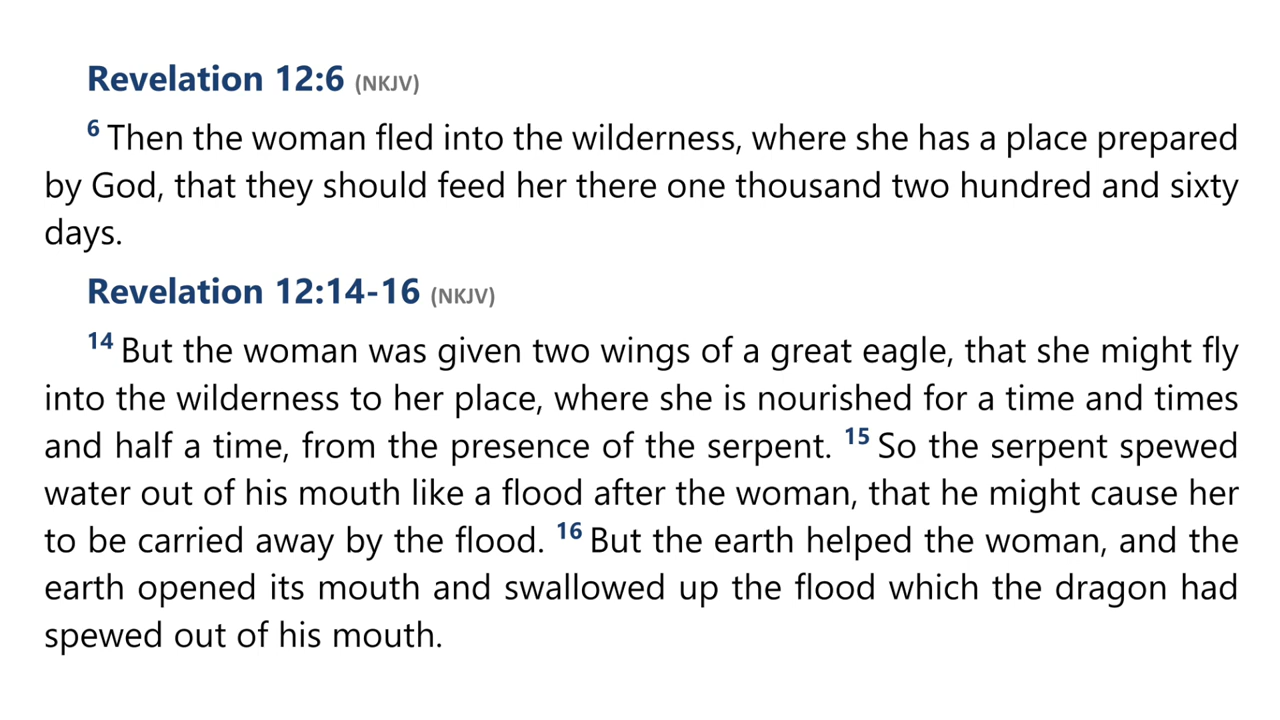 Revelation 12:6 (NKJV)
6 Then the woman fled into the wilderness, where she has a place prepared
by God, that they should feed her there one thousand two hundred and sixty
days.
Revelation 12:14-16 (NKJV)
14 But the woman was given two wings of a great eagle, that she might fly
into the wilderness to her place, where she is nourished for a time and times
and half a time, from the presence of the serpent. 15 So the serpent spewed
water out of his mouth like a flood after the woman, that he might cause her
to be carried away by the flood. 16 But the earth helped the woman, and the
earth opened its mouth and swallowed up the flood which the dragon had
spewed out of his mouth.